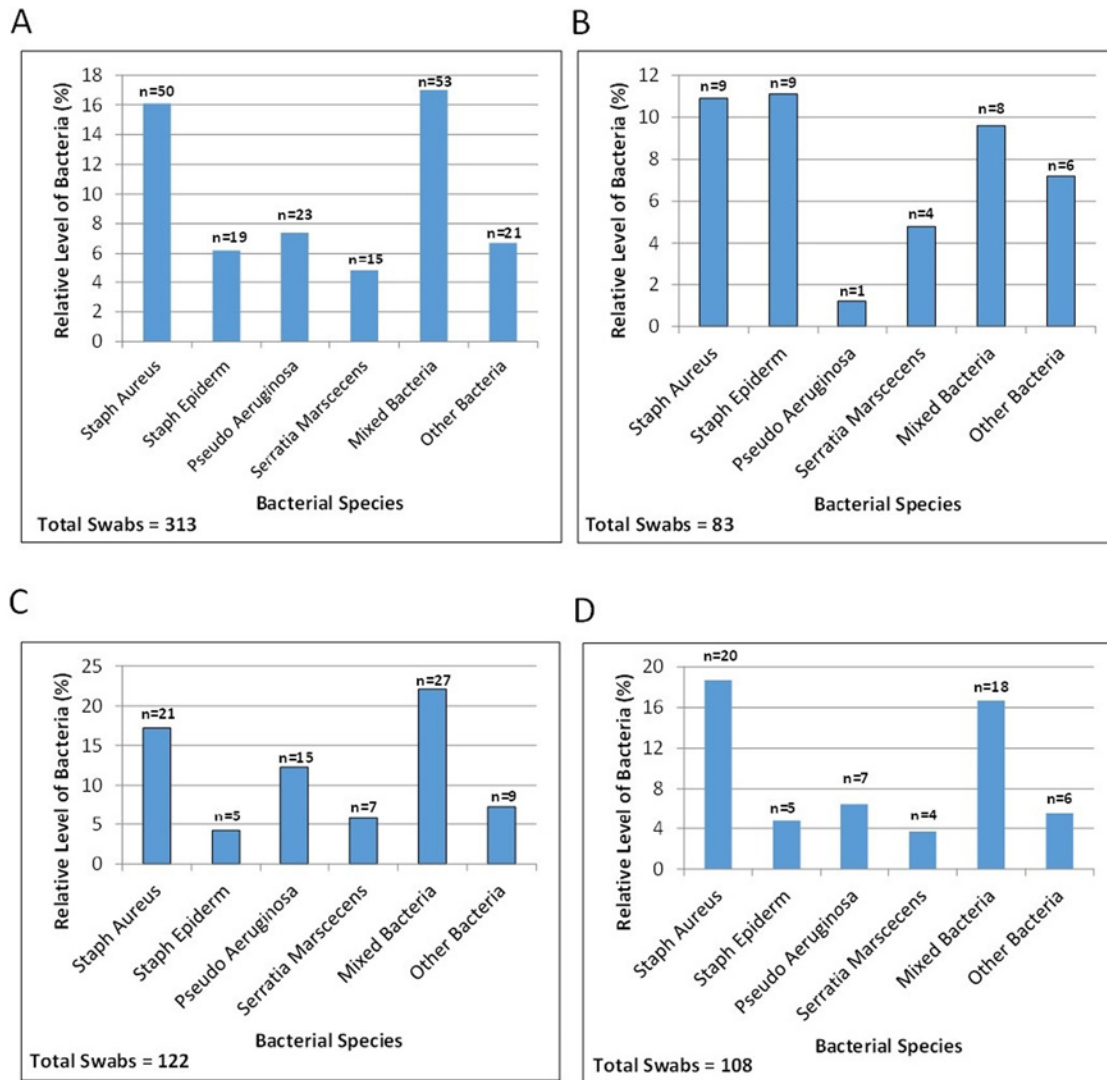 A
Relative Level of Bacteria (%)
18
16
14
12
10
8
6
4
2
0
n=50
n=19
n=23
n=15
n=53
n=21
Staph Aureus
Staph Epiderm
Pseudo Aeruginosa
Serratia Marscecens
Mixed Bacteria
Other Bacteria
Bacterial Species
Total Swabs = 313
B
Relative Level of Bacteria (%)
12
10
8
6
4
2
0
n=9
n=9
n=1
n=4
n=8
n=6
Staph Aureus
Staph Epiderm
Pseudo Aeruginosa
Serratia Marscecens
Mixed Bacteria
Other Bacteria
Bacterial Species
Total Swabs = 83
C
Relative Level of Bacteria (%)
25
20
15
10
5
0
n=21
n=5
n=15
n=7
n=27
n=9
Staph Aureus
Staph Epiderm
Pseudo Aeruginosa
Serratia Marscecens
Mixed Bacteria
Other Bacteria
Bacterial Species
Total Swabs = 122
D
Relative Level of Bacteria (%)
20
16
12
8
4
0
n=20
n=5
n=7
n=4
n=18
n=6
Staph Aureus
Staph Epiderm
Pseudo Aeruginosa
Serratia Marscecens
Mixed Bacteria
Other Bacteria
Bacterial Species
Total Swabs = 108